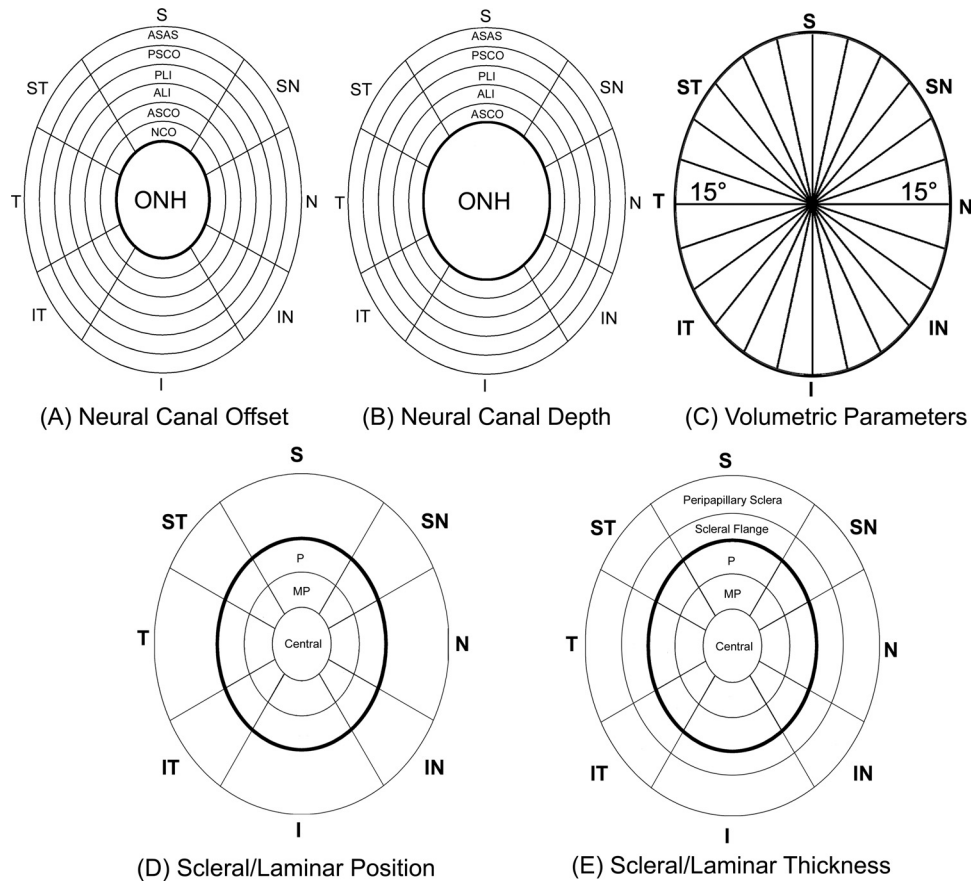 S
ASAS
PSCO
PLI
ALI
ASCO
NCO
ONH
ST
SN
T
N
IT
IN
I
(A) Neural Canal Offset
S
ASAS
PSCO
PLI
ALI
ASCO
ONH
ST
SN
T
N
IT
IN
I
(B) Neural Canal Depth
S
ST
SN
T
15°
15°
N
IT
IN
I
(C) Volumetric Parameters
S
ST
SN
P
MP
Central
T
N
IT
IN
I
(D) Scleral/Laminar Position
S
Peripapillary Sclera
ST
SN
Scleral Flange
P
MP
Central
T
N
IT
IN
I
(E) Scleral/Laminar Thickness